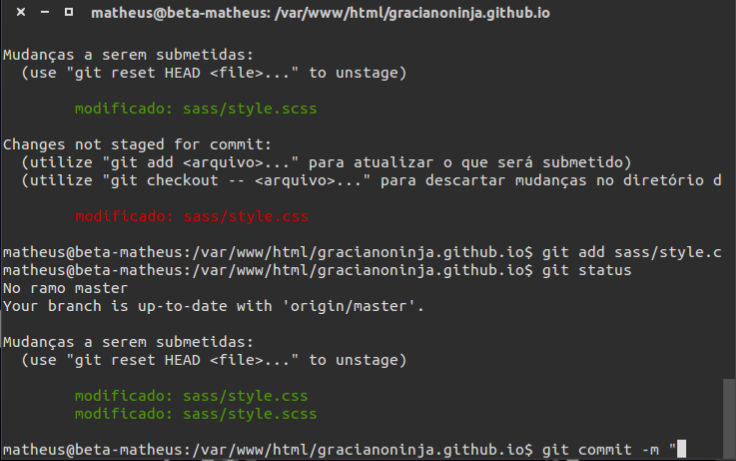 matheus@beta-matheus: /var/www/html/gracianoninja.github.io
Mudanças a serem submetidas:
(use "git reset HEAD <file>..." to unstage)
modificado: sass/style.scss
Changes not staged for commit:
(utilize "git add <arquivo>..." para atualizar o que será submetido)
(utilize "git checkout -- <arquivo>..." para descartar mudanças no diretório d
modificado: sass/style.css
matheus@beta-matheus:/var/www/html/gracianoninja.github.io$ git add sass/style.c
matheus@beta-matheus:/var/www/html/gracianoninja.github.io$ git status
No ramo master
Your branch is up-to-date with 'origin/master'.
Mudanças a serem submetidas:
(use "git reset HEAD <file>..." to unstage)
modificado: sass/style.css
modificado: sass/style.scss
matheus@beta-matheus:/var/www/html/gracianoninja.github.io$ git commit -m "